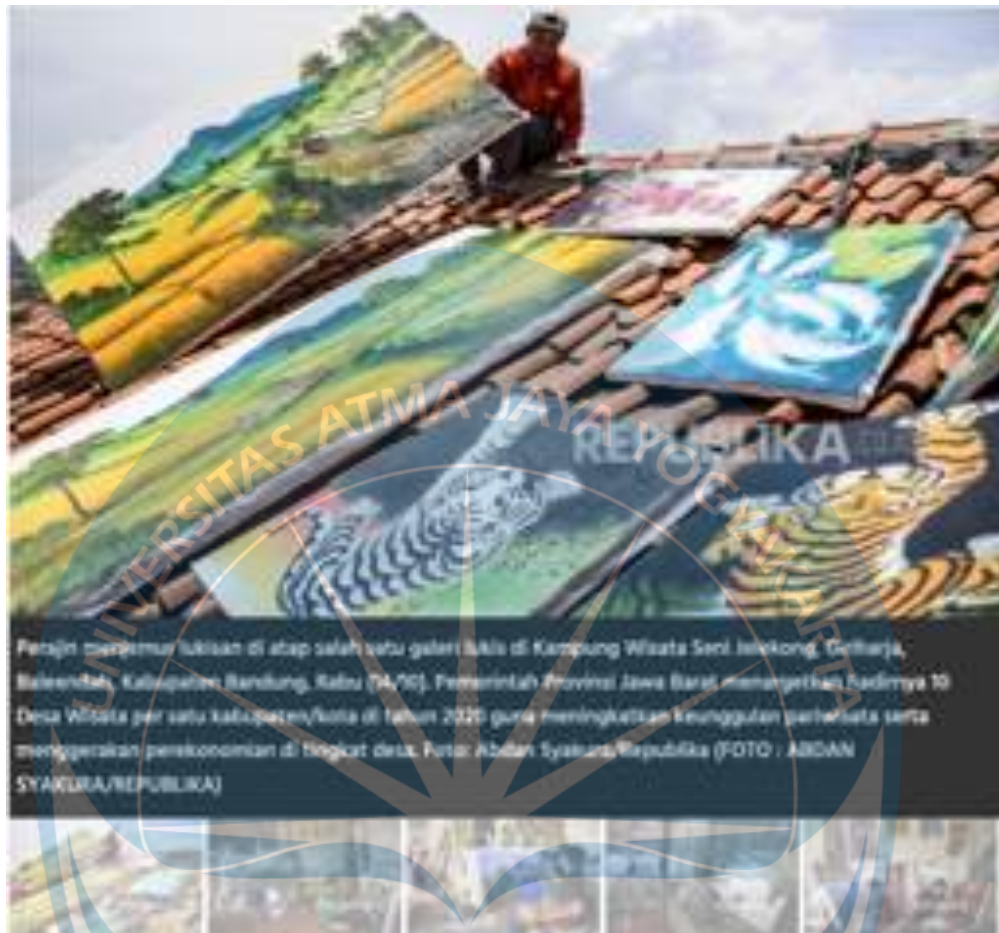 REPUBLIKA
UNIVERSITAS ATMA JAYA YOGYAKARTA
Perajin menjemur lukisan di atap salah satu galeri lukis di Kampung Wisata Seni Jelekong, Giriharja,
Baleendah, Kabupaten Bandung, Rabu (14/10). Pemerintah Provinsi Jawa Barat menargetkan hadirnya 10
Desa Wisata per satu kabupaten/kota di tahun 2020 guna meningkatkan keunggulan pariwisata serta
menggerakan perekonomian di tingkat desa. Foto: Abdan Syakura/Republika (FOTO : ABDAN
SYAKURA/REPUBLIKA)